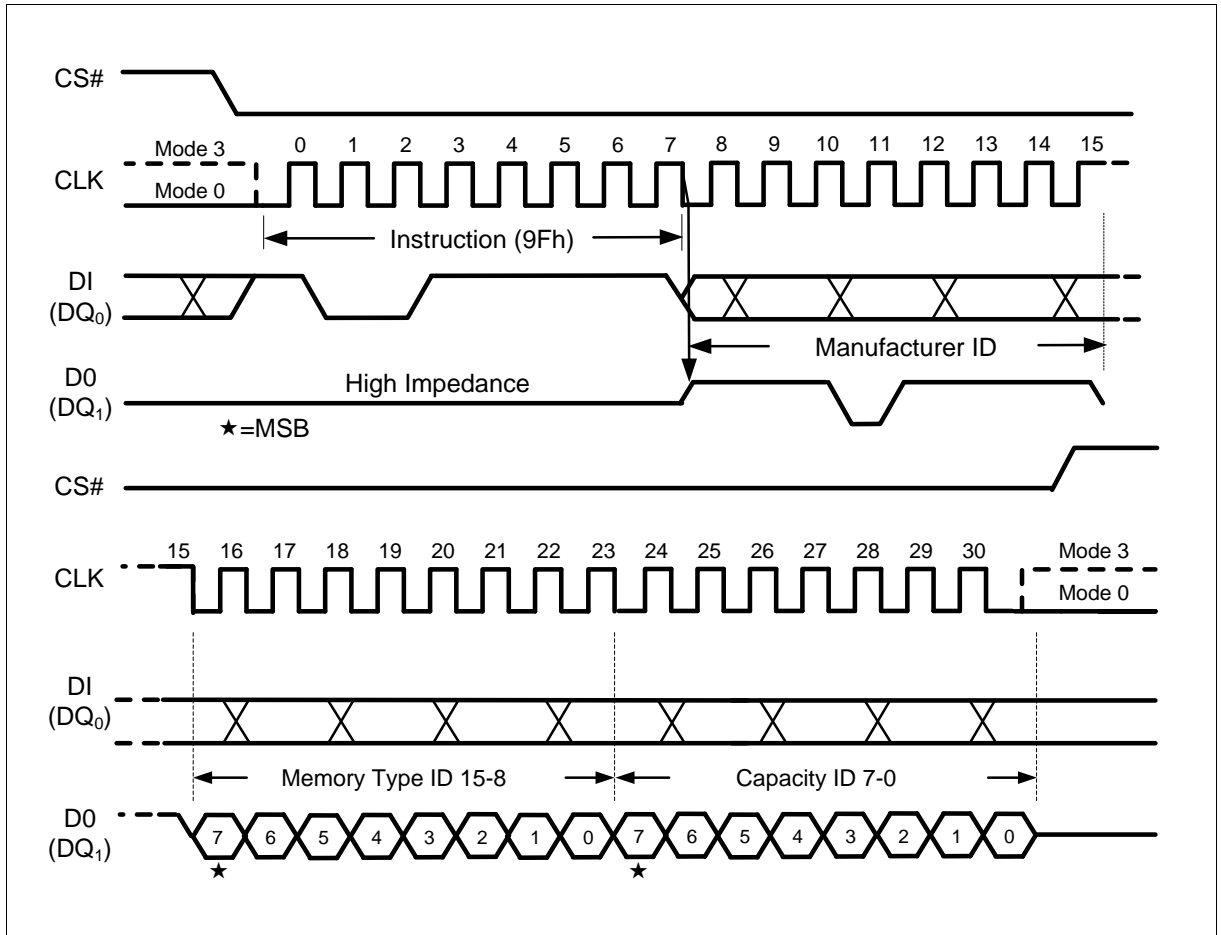 CS#
Mode 3
0 1 2 3 4 5 6 7 8 9 10 11 12 13 14 15
CLK
Mode 0
Instruction (9Fh)
DI
(DQ0)
Manufacturer ID
D0
(DQ1)
High Impedance
★=MSB
CS#
15 16 17 18 19 20 21 22 23 24 25 26 27 28 29 30
Mode 3
CLK
Mode 0
DI
(DQ0)
Memory Type ID 15-8
Capacity ID 7-0
D0
(DQ1)
7 6 5 4 3 2 1 0 7 6 5 4 3 2 1 0
★ ★